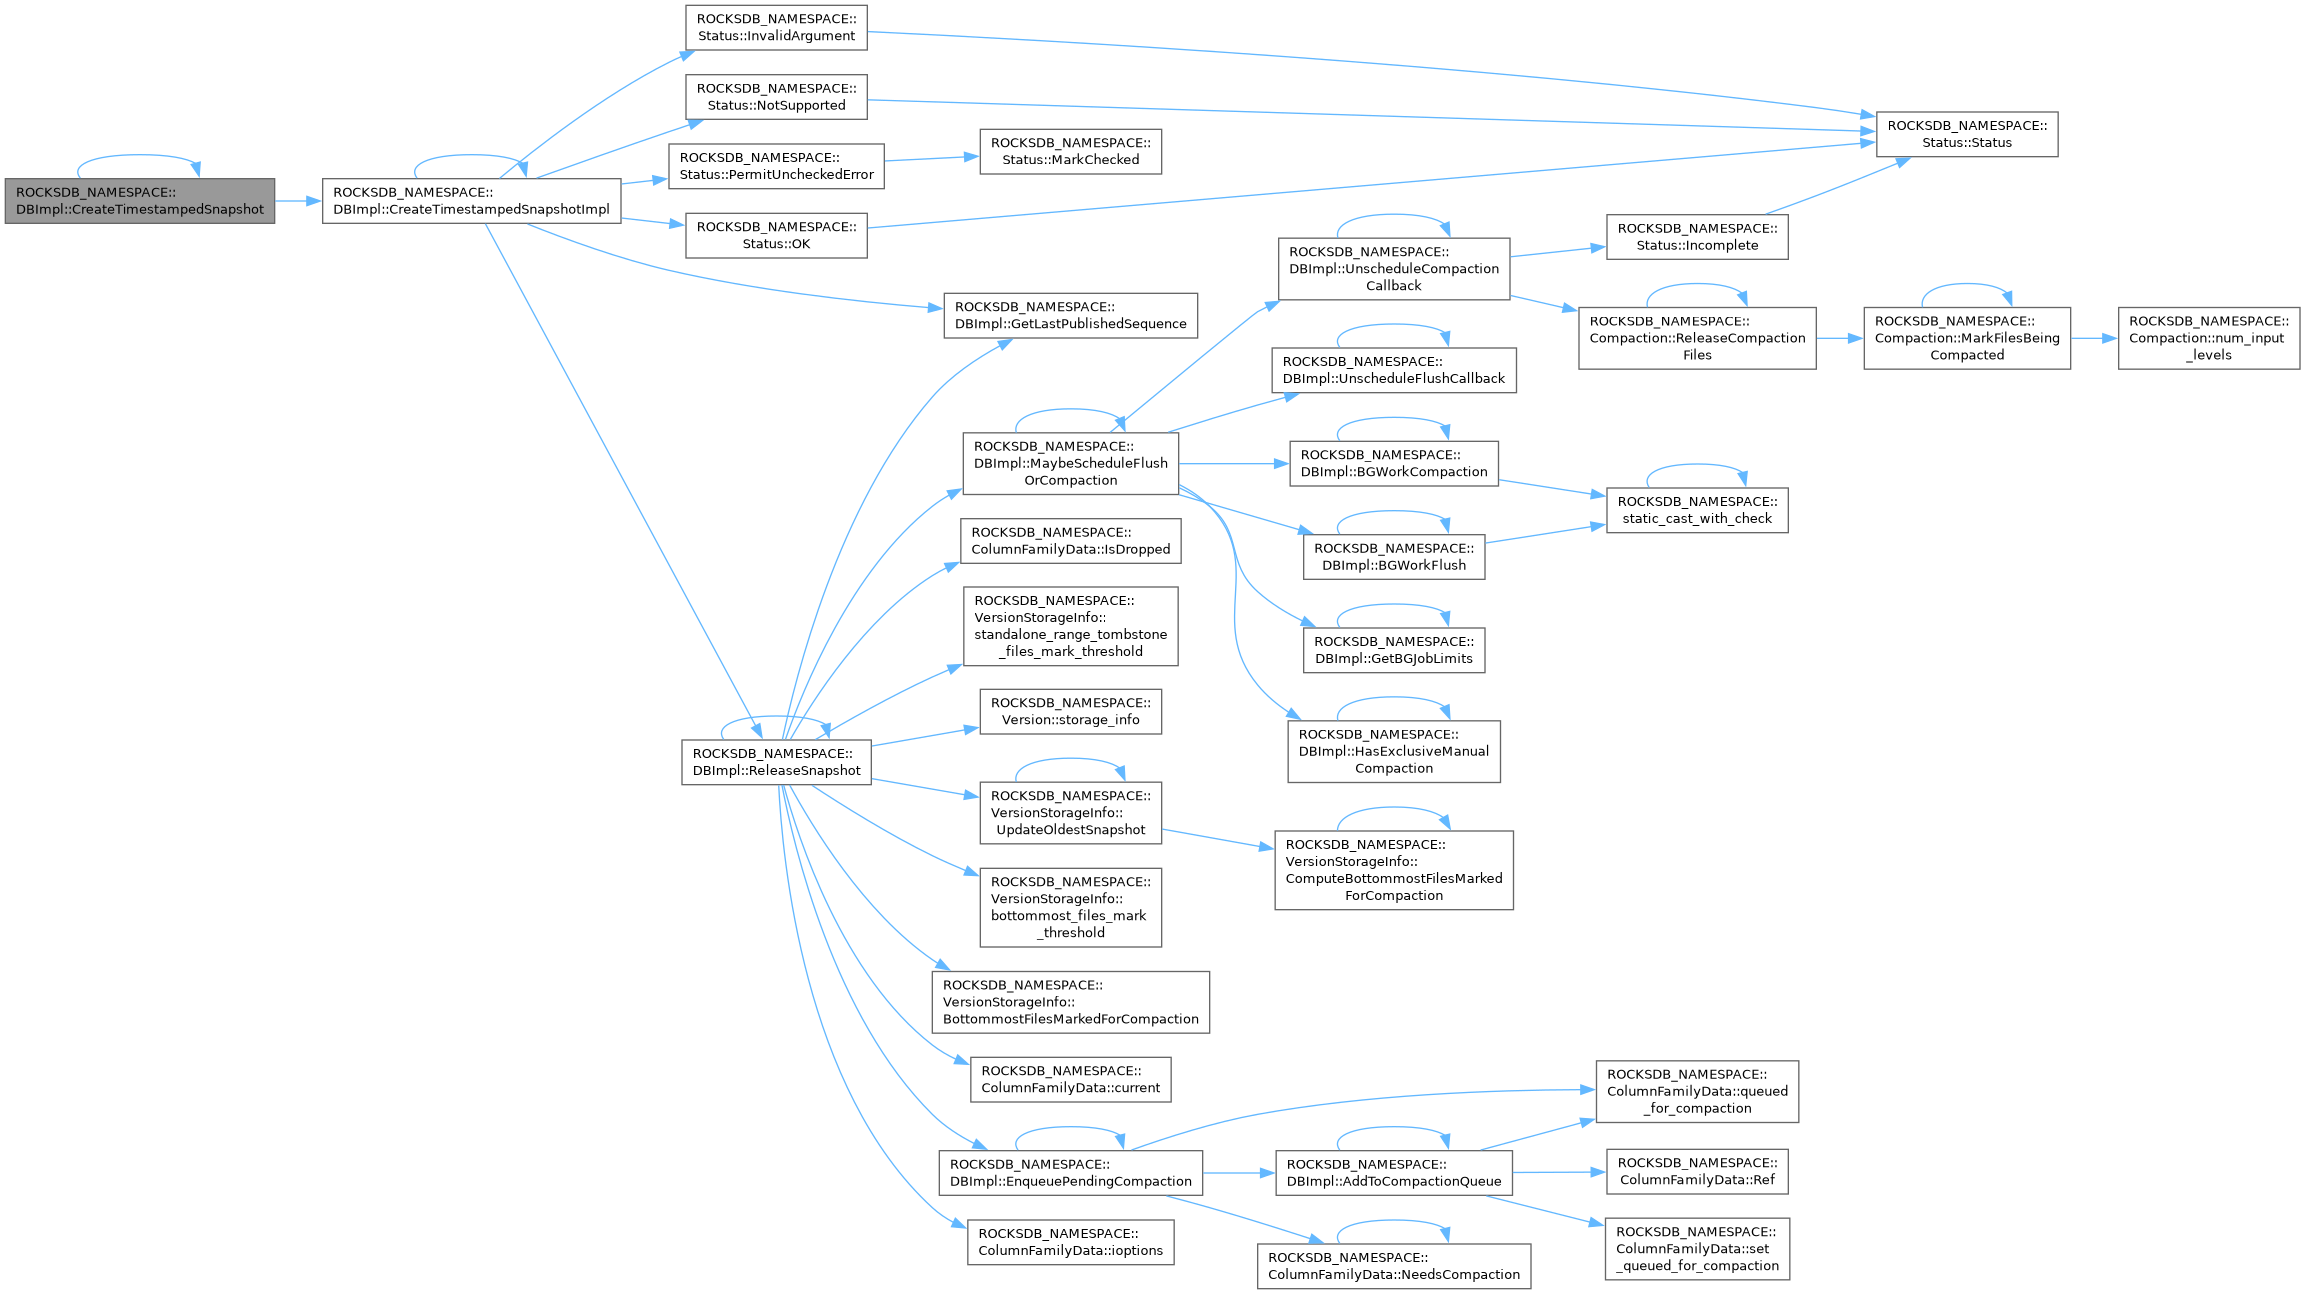 ROCKSDB_NAMESPACE::
DBImpl::CreateTimestampedSnapshot
ROCKSDB_NAMESPACE::
DBImpl::CreateTimestampedSnapshotImpl
ROCKSDB_NAMESPACE::
Status::InvalidArgument
ROCKSDB_NAMESPACE::
Status::NotSupported
ROCKSDB_NAMESPACE::
Status::PermitUncheckedError
ROCKSDB_NAMESPACE::
Status::OK
ROCKSDB_NAMESPACE::
DBImpl::ReleaseSnapshot
ROCKSDB_NAMESPACE::
Status::MarkChecked
ROCKSDB_NAMESPACE::
DBImpl::GetLastPublishedSequence
ROCKSDB_NAMESPACE::
DBImpl::MaybeScheduleFlush
OrCompaction
ROCKSDB_NAMESPACE::
ColumnFamilyData::IsDropped
ROCKSDB_NAMESPACE::
VersionStorageInfo::
standalone_range_tombstone
_files_mark_threshold
ROCKSDB_NAMESPACE::
Version::storage_info
ROCKSDB_NAMESPACE::
VersionStorageInfo::
UpdateOldestSnapshot
ROCKSDB_NAMESPACE::
VersionStorageInfo::
bottommost_files_mark
_threshold
ROCKSDB_NAMESPACE::
VersionStorageInfo::
BottommostFilesMarkedForCompaction
ROCKSDB_NAMESPACE::
ColumnFamilyData::current
ROCKSDB_NAMESPACE::
DBImpl::EnqueuePendingCompaction
ROCKSDB_NAMESPACE::
ColumnFamilyData::ioptions
ROCKSDB_NAMESPACE::
DBImpl::UnscheduleCompaction
Callback
ROCKSDB_NAMESPACE::
DBImpl::UnscheduleFlushCallback
ROCKSDB_NAMESPACE::
DBImpl::BGWorkCompaction
ROCKSDB_NAMESPACE::
DBImpl::BGWorkFlush
ROCKSDB_NAMESPACE::
DBImpl::GetBGJobLimits
ROCKSDB_NAMESPACE::
DBImpl::HasExclusiveManual
Compaction
ROCKSDB_NAMESPACE::
VersionStorageInfo::
ComputeBottommostFilesMarked
ForCompaction
ROCKSDB_NAMESPACE::
DBImpl::AddToCompactionQueue
ROCKSDB_NAMESPACE::
ColumnFamilyData::NeedsCompaction
ROCKSDB_NAMESPACE::
Status::Incomplete
ROCKSDB_NAMESPACE::
Compaction::ReleaseCompaction
Files
ROCKSDB_NAMESPACE::
static_cast_with_check
ROCKSDB_NAMESPACE::
ColumnFamilyData::queued
_for_compaction
ROCKSDB_NAMESPACE::
ColumnFamilyData::Ref
ROCKSDB_NAMESPACE::
ColumnFamilyData::set
_queued_for_compaction
ROCKSDB_NAMESPACE::
Status::Status
ROCKSDB_NAMESPACE::
Compaction::MarkFilesBeing
Compacted
ROCKSDB_NAMESPACE::
Compaction::num_input
_levels